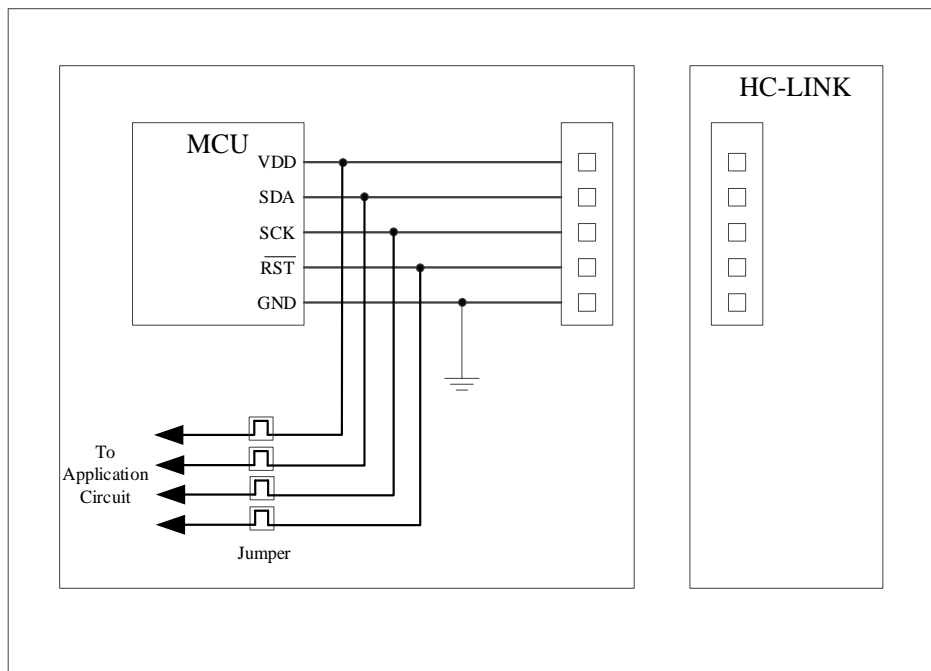 HC-LINK
MCU
VDD
SDA
SCK
RST
GND
To
Application
Circuit
Jumper